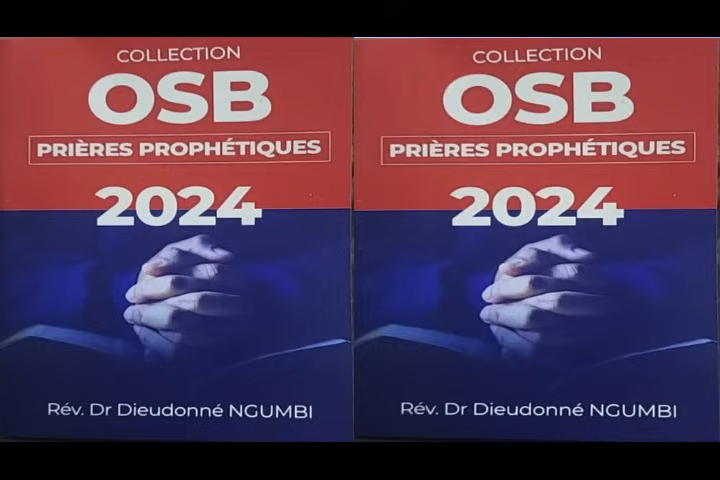 COLLECTION
OSB
PRIÈRES PROPHÉTIQUES
2024
Rév. Dr Dieudonné NGUMBI
COLLECTION
OSB
PRIÈRES PROPHÉTIQUES
2024
Rév. Dr Dieudonné NGUMBI